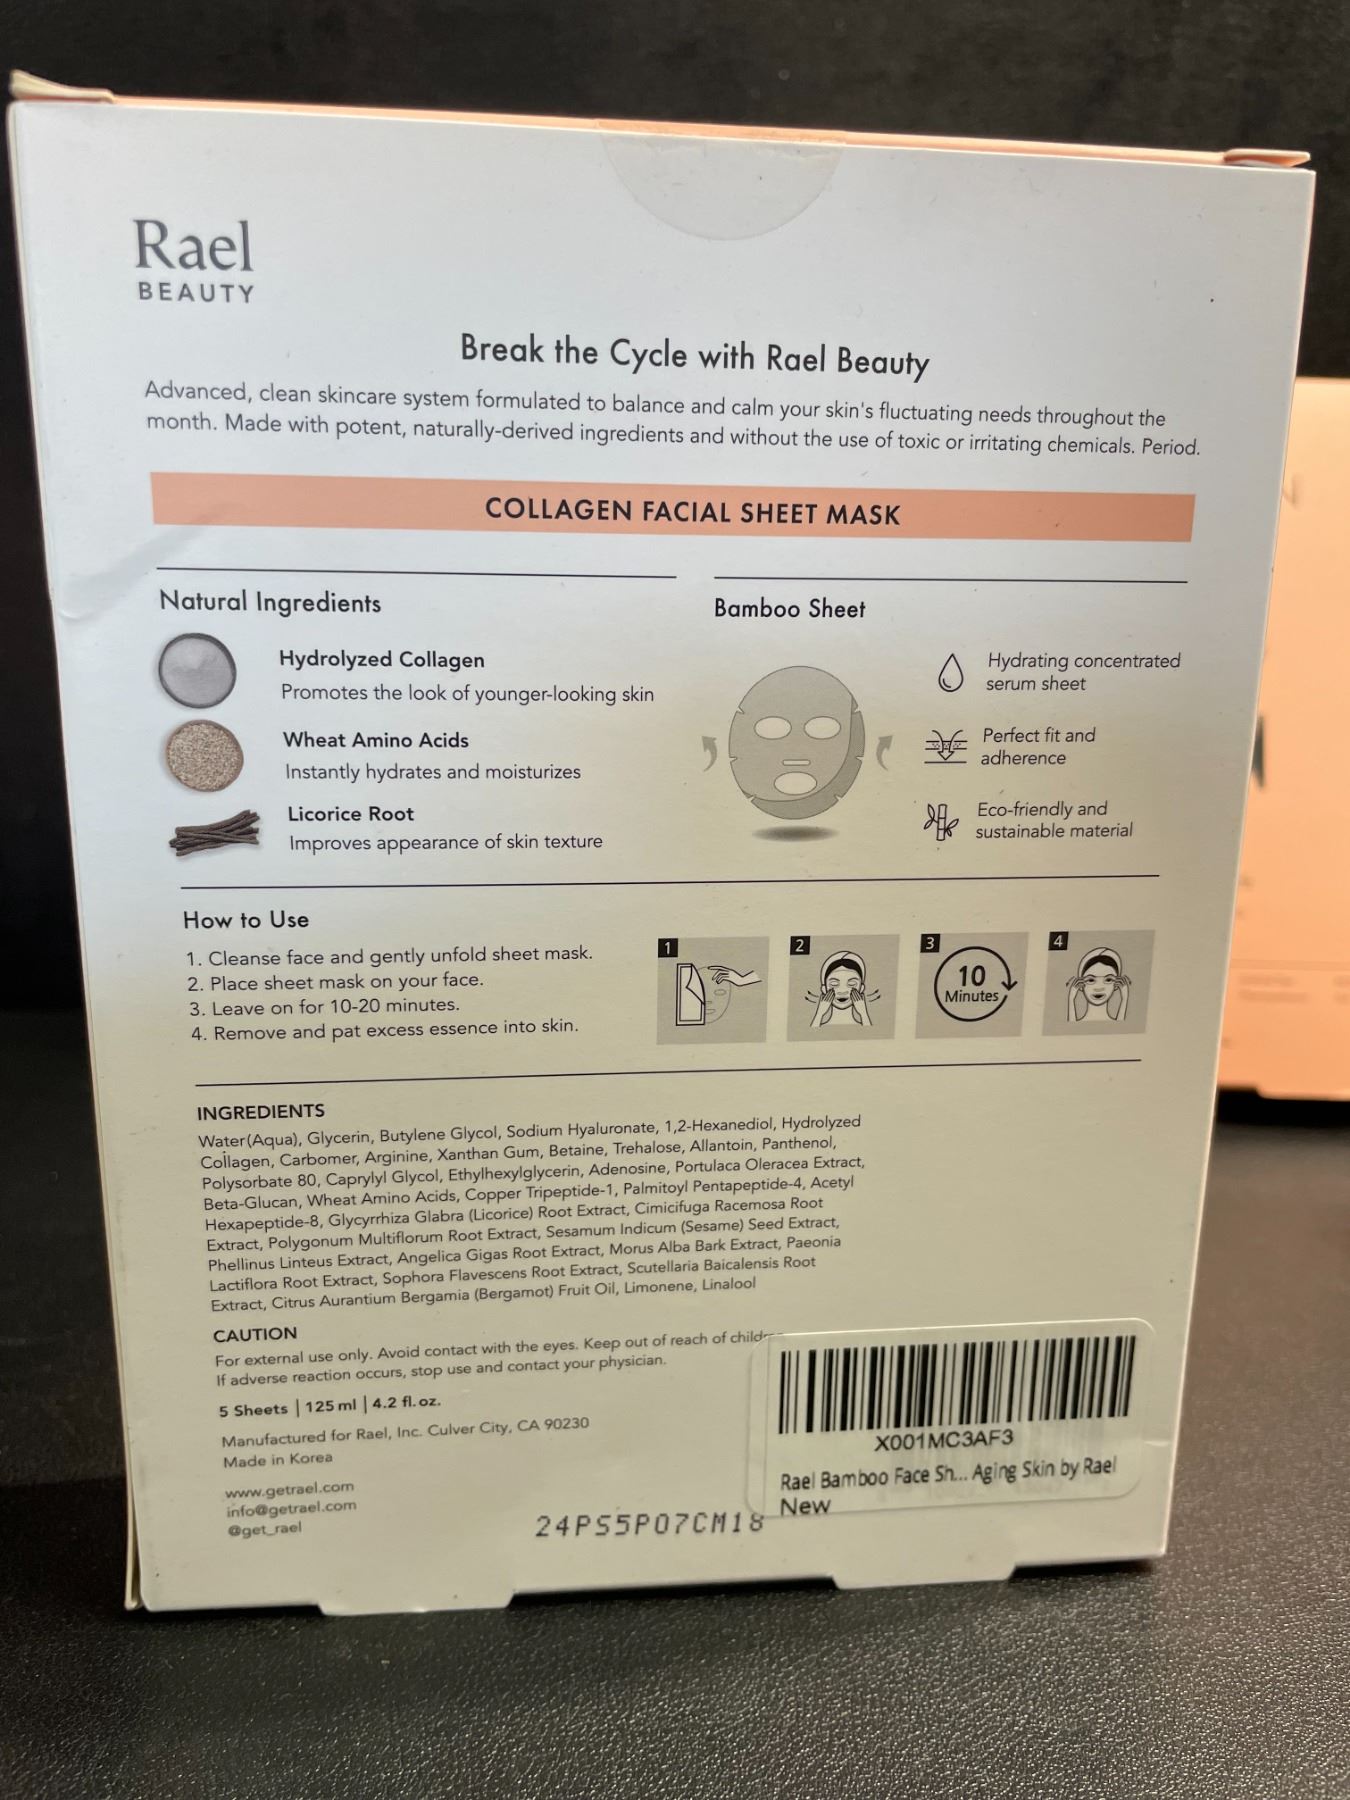 Rael
BEAUTY
Break the Cycle with Rael Beauty
Advanced, clean skincare system formulated to balance and calm your skin's fluctuating needs throughout the
month. Made with potent, naturally-derived ingredients and without the use of toxic or irritating chemicals. Period.
COLLAGEN FACIAL SHEET MASK
Natural Ingredients
Hydrolyzed Collagen
Promotes the look of younger-looking skin
Wheat Amino Acids
Instantly hydrates and moisturizes
Licorice Root
Improves appearance of skin texture
Bamboo Sheet
Hydrating concentrated
serum sheet
Perfect fit and
adherence
Eco-friendly and
sustainable material
How to Use
1. Cleanse face and gently unfold sheet mask.
2. Place sheet mask on your face.
3. Leave on for 10-20 minutes.
4. Remove and pat excess essence into skin.
1
2
3
10
Minutes
4
INGREDIENTS
Water(Aqua), Glycerin, Butylene Glycol, Sodium Hyaluronate, 1,2-Hexanediol, Hydrolyzed
Collagen, Carbomer, Arginine, Xanthan Gum, Betaine, Trehalose, Allantoin, Panthenol,
Polysorbate 80, Caprylyl Glycol, Ethylhexylglycerin, Adenosine, Portulaca Oleracea Extract,
Beta-Glucan, Wheat Amino Acids, Copper Tripeptide-1, Palmitoyl Pentapeptide-4, Acetyl
Hexapeptide-8, Glycyrrhiza Glabra (Licorice) Root Extract, Cimicifuga Racemosa Root
Extract, Polygonum Multiflorum Root Extract, Sesamum Indicum (Sesame) Seed Extract,
Phellinus Linteus Extract, Angelica Gigas Root Extract, Morus Alba Bark Extract, Paeonia
Lactiflora Root Extract, Sophora Flavescens Root Extract, Scutellaria Baicalensis Root
Extract, Citrus Aurantium Bergamia (Bergamot) Fruit Oil, Limonene, Linalool
CAUTION
For external use only. Avoid contact with the eyes. Keep out of reach of
If adverse reaction occurs, stop use and contact your physician.
5 Sheets | 125 ml | 4.2 fl. oz.
Manufactured for Rael, Inc. Culver City, CA 90230
Made in Korea
www.getrael.com
info@getrael.com
@get_rael
24PS5P07CM18
X001MC3AF3
Rael Bamboo Face Sh... Aging Skin by Rael
New